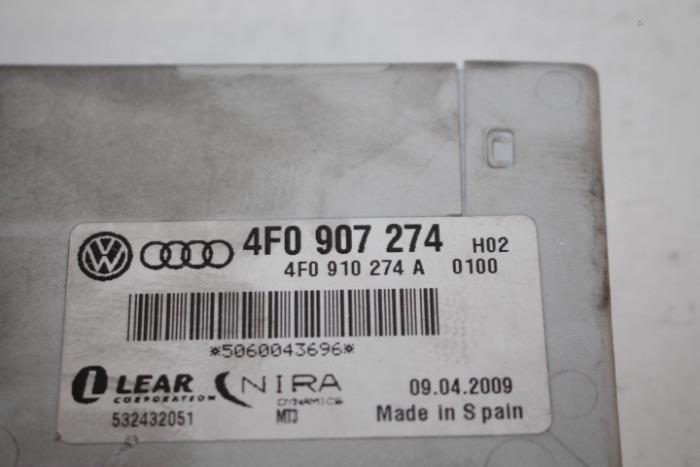 4F0 907 274 H02
4F0 910 274 A 0100
*5060043696*
LEAR NIRA 09.04.2009
CORPORATION DYNAMICS
532432051 MT3 Made in Spain